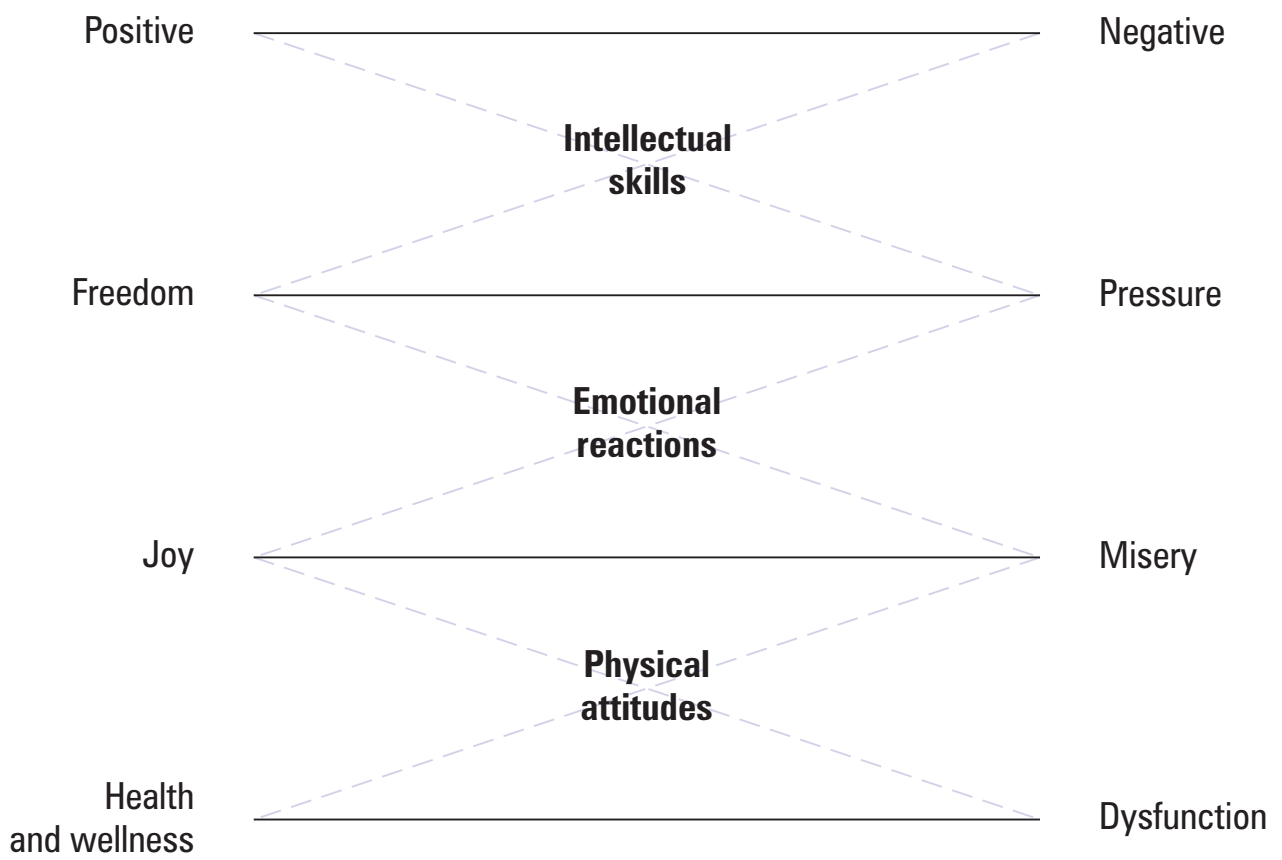 Positive
Negative
Intellectual
skills
Freedom
Pressure
Emotional
reactions
Joy
Misery
Physical
attitudes
Health
and wellness
Dysfunction